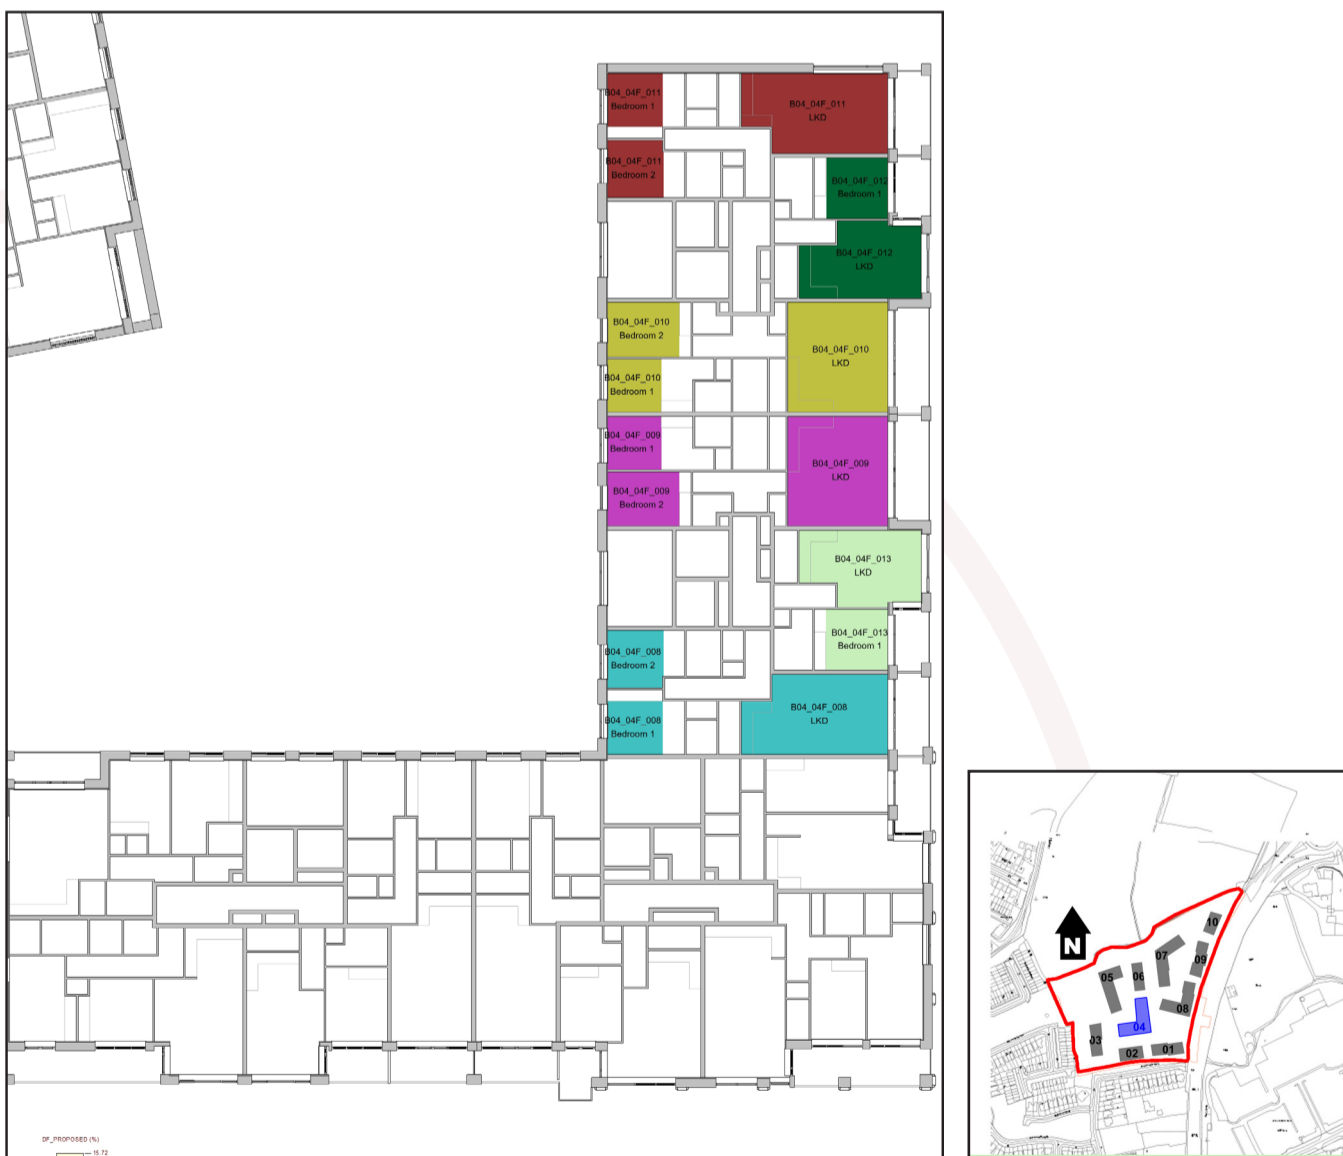 B04_04F_011
Bedroom 1
B04_04F_011
LKD
B04_04F_011
Bedroom 2
B04_04F_012
Bedroom 1
B04_04F_012
LKD
B04_04F_010
Bedroom 2
B04_04F_010
LKD
B04_04F_010
Bedroom 1
B04_04F_009
Bedroom 1
B04_04F_009
LKD
B04_04F_009
Bedroom 2
B04_04F_013
LKD
B04_04F_013
Bedroom 1
B04_04F_008
Bedroom 2
B04_04F_008
LKD
B04_04F_008
Bedroom 1
DF_PROPOSED (%)
15.72
N
10
07
09
05
06
08
04
03
02
01